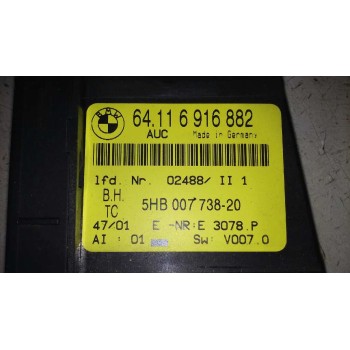 BMW
64.11 6 916 882
AUC Made in Germany
lfd. Nr. 02488/ II 1
B.H.
TC 5HB 007 738-20
47/01 E -NR:E 3078.P
AI : 01 SW: V007.0